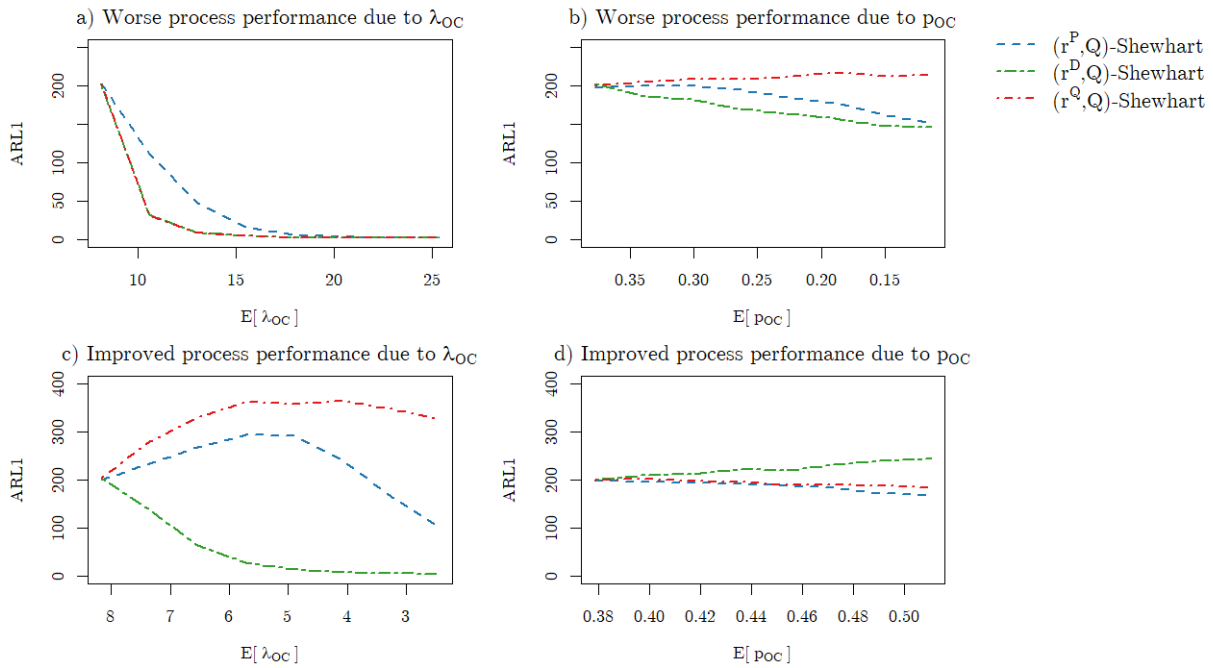 a) Worse process performance due to λOC
ARL1
0 50 100 200
10 15 20 25
E[ λOC ]
b) Worse process performance due to pOC
ARL1
0 50 100 200
0.35 0.30 0.25 0.20 0.15
E[ pOC ]
(r^P,Q)-Shewhart
(r^D,Q)-Shewhart
(r^Q,Q)-Shewhart
c) Improved process performance due to λOC
ARL1
0 100 200 300 400
8 7 6 5 4 3
E[ λOC ]
d) Improved process performance due to pOC
ARL1
0 100 200 300 400
0.38 0.40 0.42 0.44 0.46 0.48 0.50
E[ pOC ]